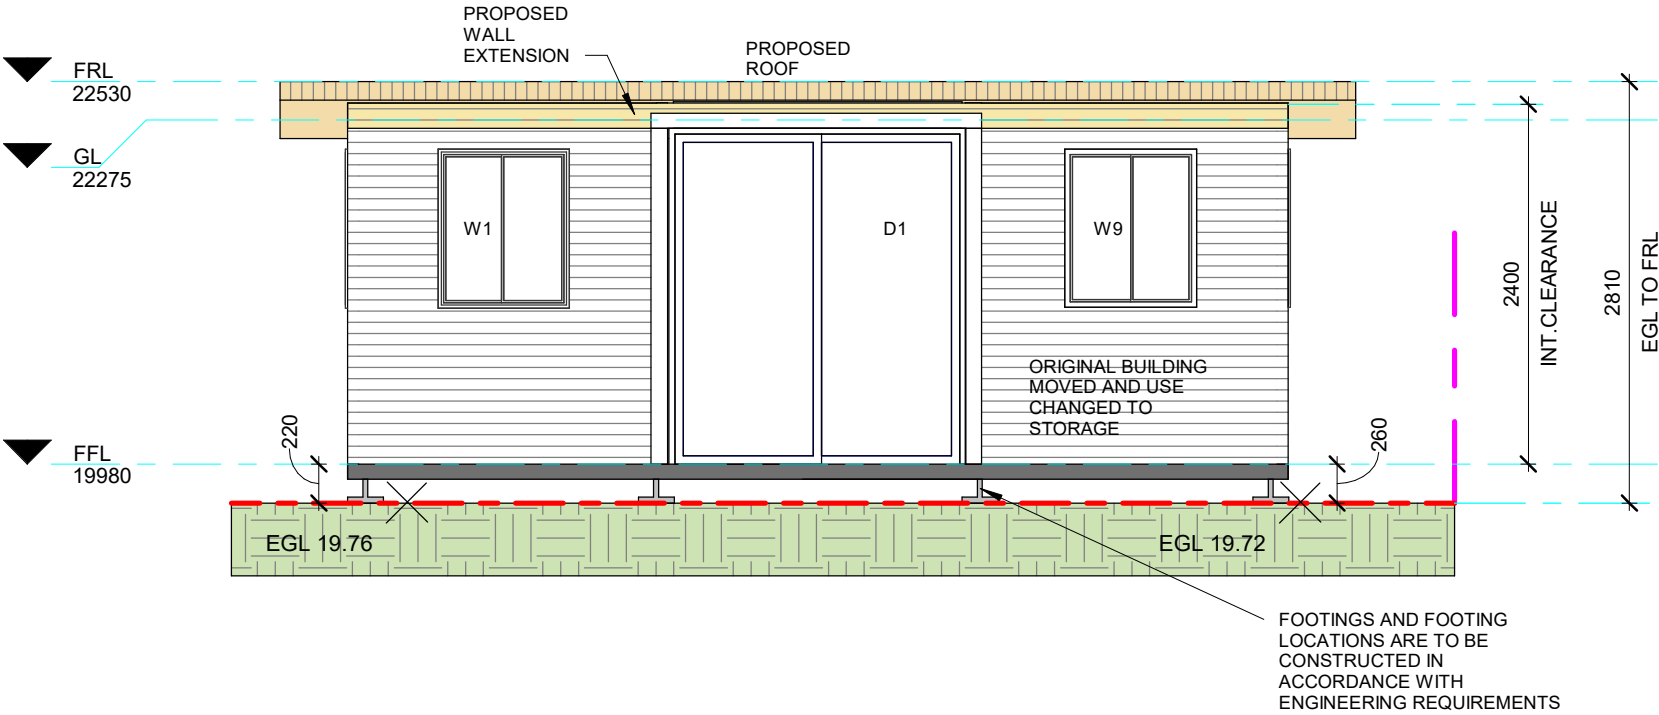 PROPOSED
WALL
EXTENSION
PROPOSED
ROOF
FRL
22530
GL
22275
W1
D1
W9
2400
INT.CLEARANCE
2810
EGL TO FRL
ORIGINAL BUILDING
MOVED AND USE
CHANGED TO
STORAGE
220
260
FFL
19980
EGL 19.76
EGL 19.72
FOOTINGS AND FOOTING
LOCATIONS ARE TO BE
CONSTRUCTED IN
ACCORDANCE WITH
ENGINEERING REQUIREMENTS